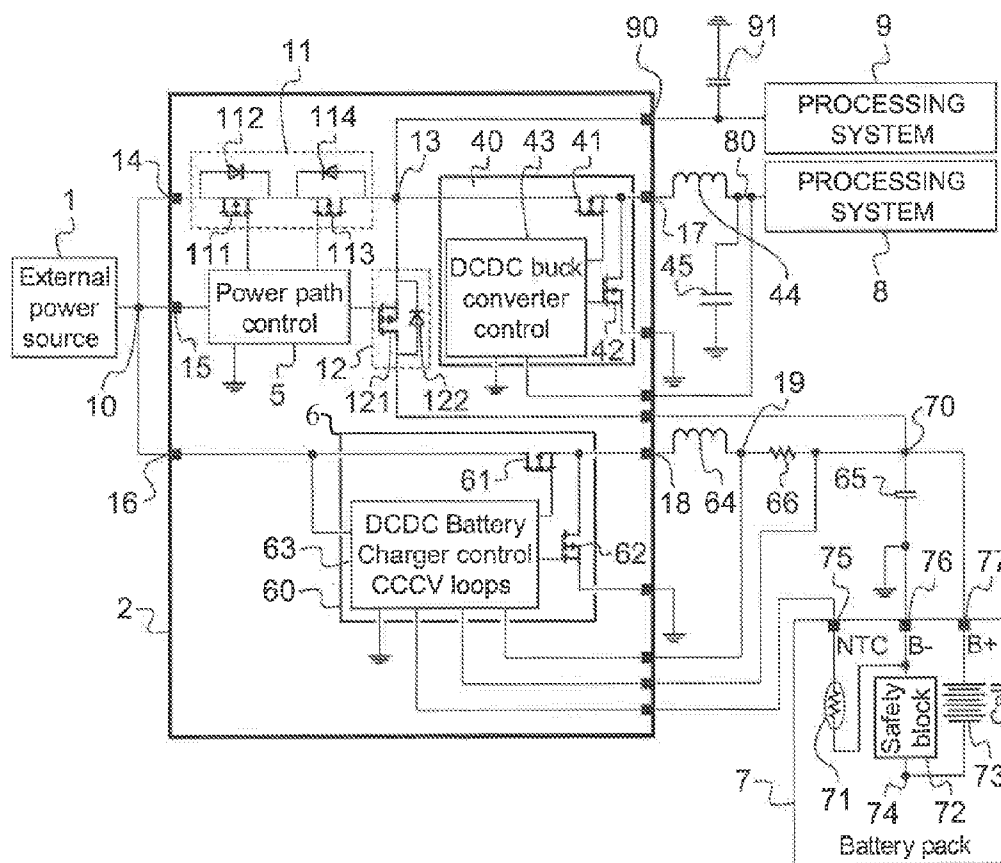 9
91
90
PROCESSING
SYSTEM
11
112
114
13
40
43
41
80
14
PROCESSING
SYSTEM
1
111
113
17
8
External
power
source
Power path
control
DCDC buck
converter
control
45
44
42
15
12
10
5
121
122
19
70
6
16
61
18
64
66
65
DCDC Battery
Charger control
CCCV loops
63
62
75
76
77
60
2
NTC
B-
B+
Safety
block
73
7
71
74
72
Battery pack